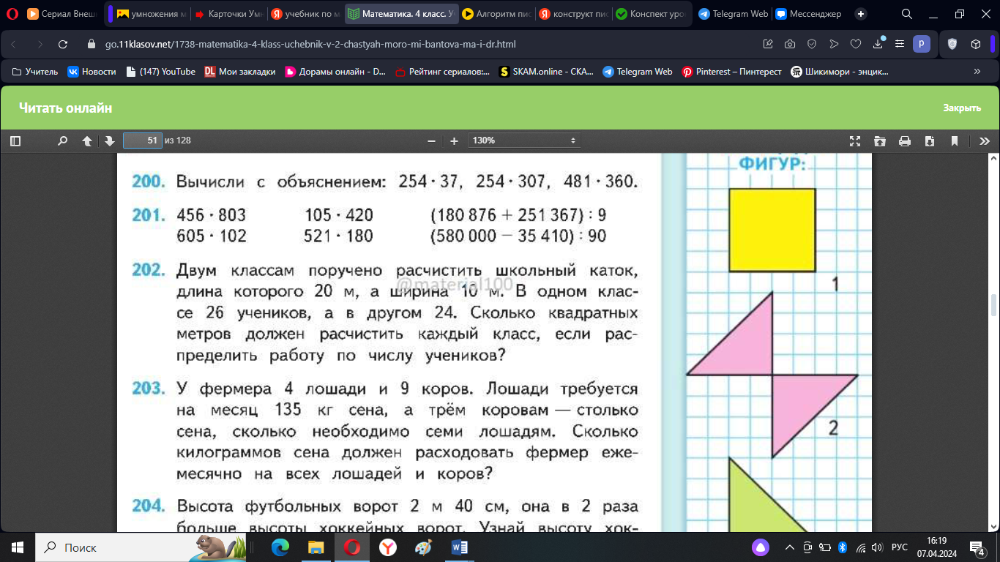 Сериал Внеш
умножения м
Карточки Умн
учебник по м
Математика. 4 класс. У
Алгоритм пис
конструкт пис
Конспект уро
Telegram Web
Мессенджер
go.11klasov.net/1738-matematika-4-klass-uchebnik-v-2-chastyah-moro-mi-bantova-ma-i-dr.html
P
Учитель
Новости
(147) YouTube
DL Мои закладки
Дорамы онлайн - D...
Рейтинг сериалов:...
S SKAM.online - СКА...
Telegram Web
Pinterest – Пинтерест
Шикимори - энцик...
Читать онлайн
Закрыть
51 из 128
130%
ФИГУР:
200. Вычисли с объяснением: 254 · 37, 254 · 307, 481 · 360.
201. 456 · 803 105 · 420 (180 876 + 251 367) : 9
605 · 102 521 · 180 (580 000 − 35 410) : 90
202. Двум классам поручено расчистить школьный каток,
@material100
длина которого 20 м, а ширина 10 м. В одном клас-
се 26 учеников, а в другом 24. Сколько квадратных
метров должен расчистить каждый класс, если рас-
пределить работу по числу учеников?
1
203. У фермера 4 лошади и 9 коров. Лошади требуется
на месяц 135 кг сена, а трём коровам — столько
сена, сколько необходимо семи лошадям. Сколько
килограммов сена должен расходовать фермер еже-
месячно на всех лошадей и коров?
2
204. Высота футбольных ворот 2 м 40 см, она в 2 раза
больше высоты хоккейных ворот. Узнай высоту хок-
Поиск
РУС
16:19
07.04.2024
4